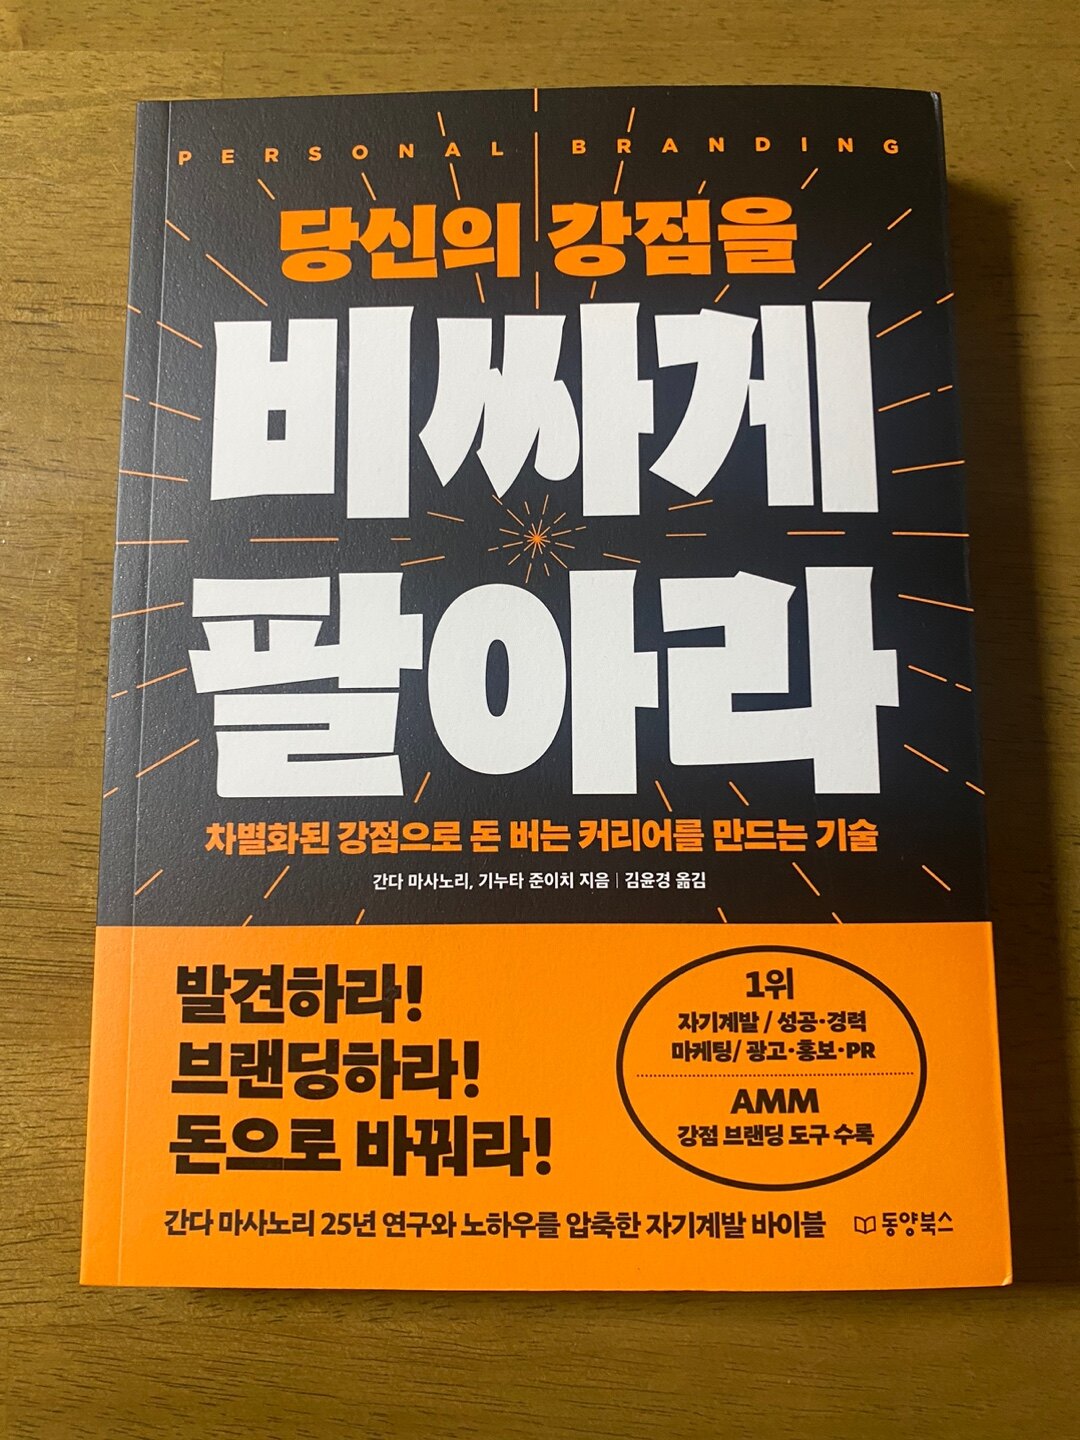 PERSONAL BRANDING
당신의 강점을
비싸게
팔아라
차별화된 강점으로 돈 버는 커리어를 만드는 기술
간다 마사노리, 기누타 준이치 지음 | 김윤경 옮김
발견하라!
브랜딩하라!
돈으로 바꿔라!
1위
자기계발 / 성공·경력
마케팅/ 광고·홍보·PR
AMM
강점 브랜딩 도구 수록
간다 마사노리 25년 연구와 노하우를 압축한 자기계발 바이블
동양북스